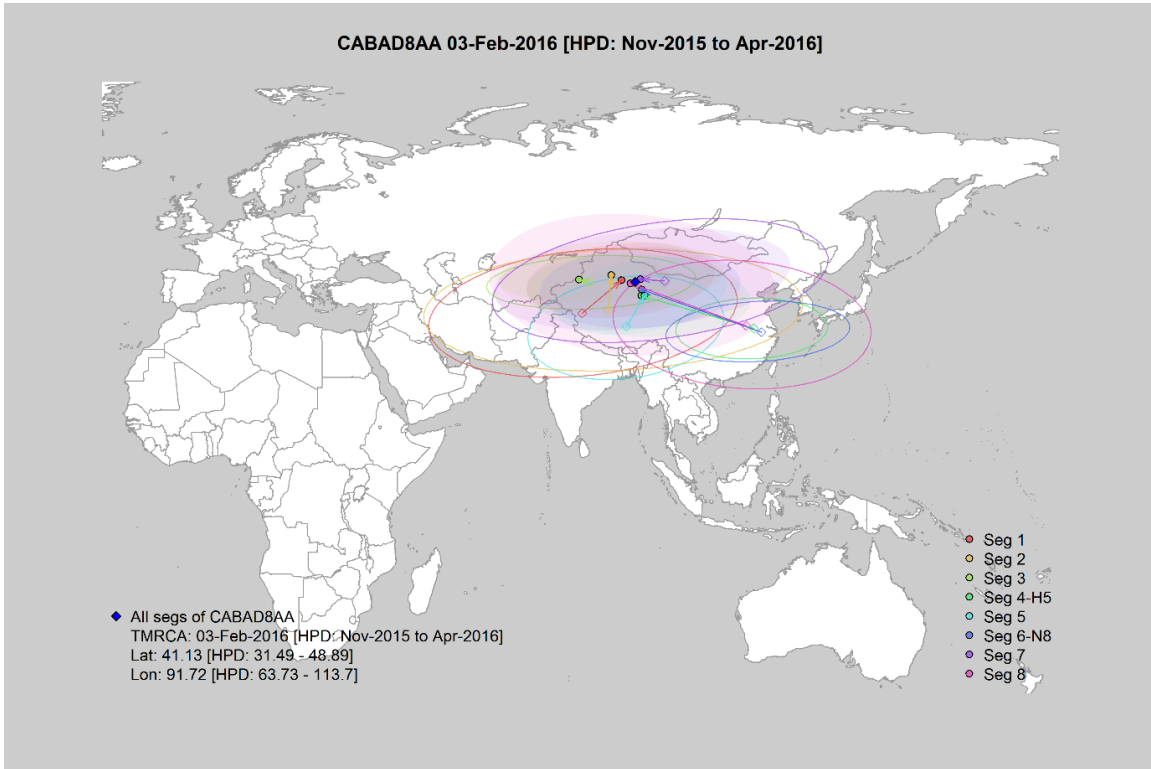 CABAD8AA 03-Feb-2016 [HPD: Nov-2015 to Apr-2016]
All segs of CABAD8AA
TMRCA: 03-Feb-2016 [HPD: Nov-2015 to Apr-2016]
Lat: 41.13 [HPD: 31.49 - 48.89]
Lon: 91.72 [HPD: 63.73 - 113.7]
Seg 1
Seg 2
Seg 3
Seg 4-H5
Seg 5
Seg 6-N8
Seg 7
Seg 8